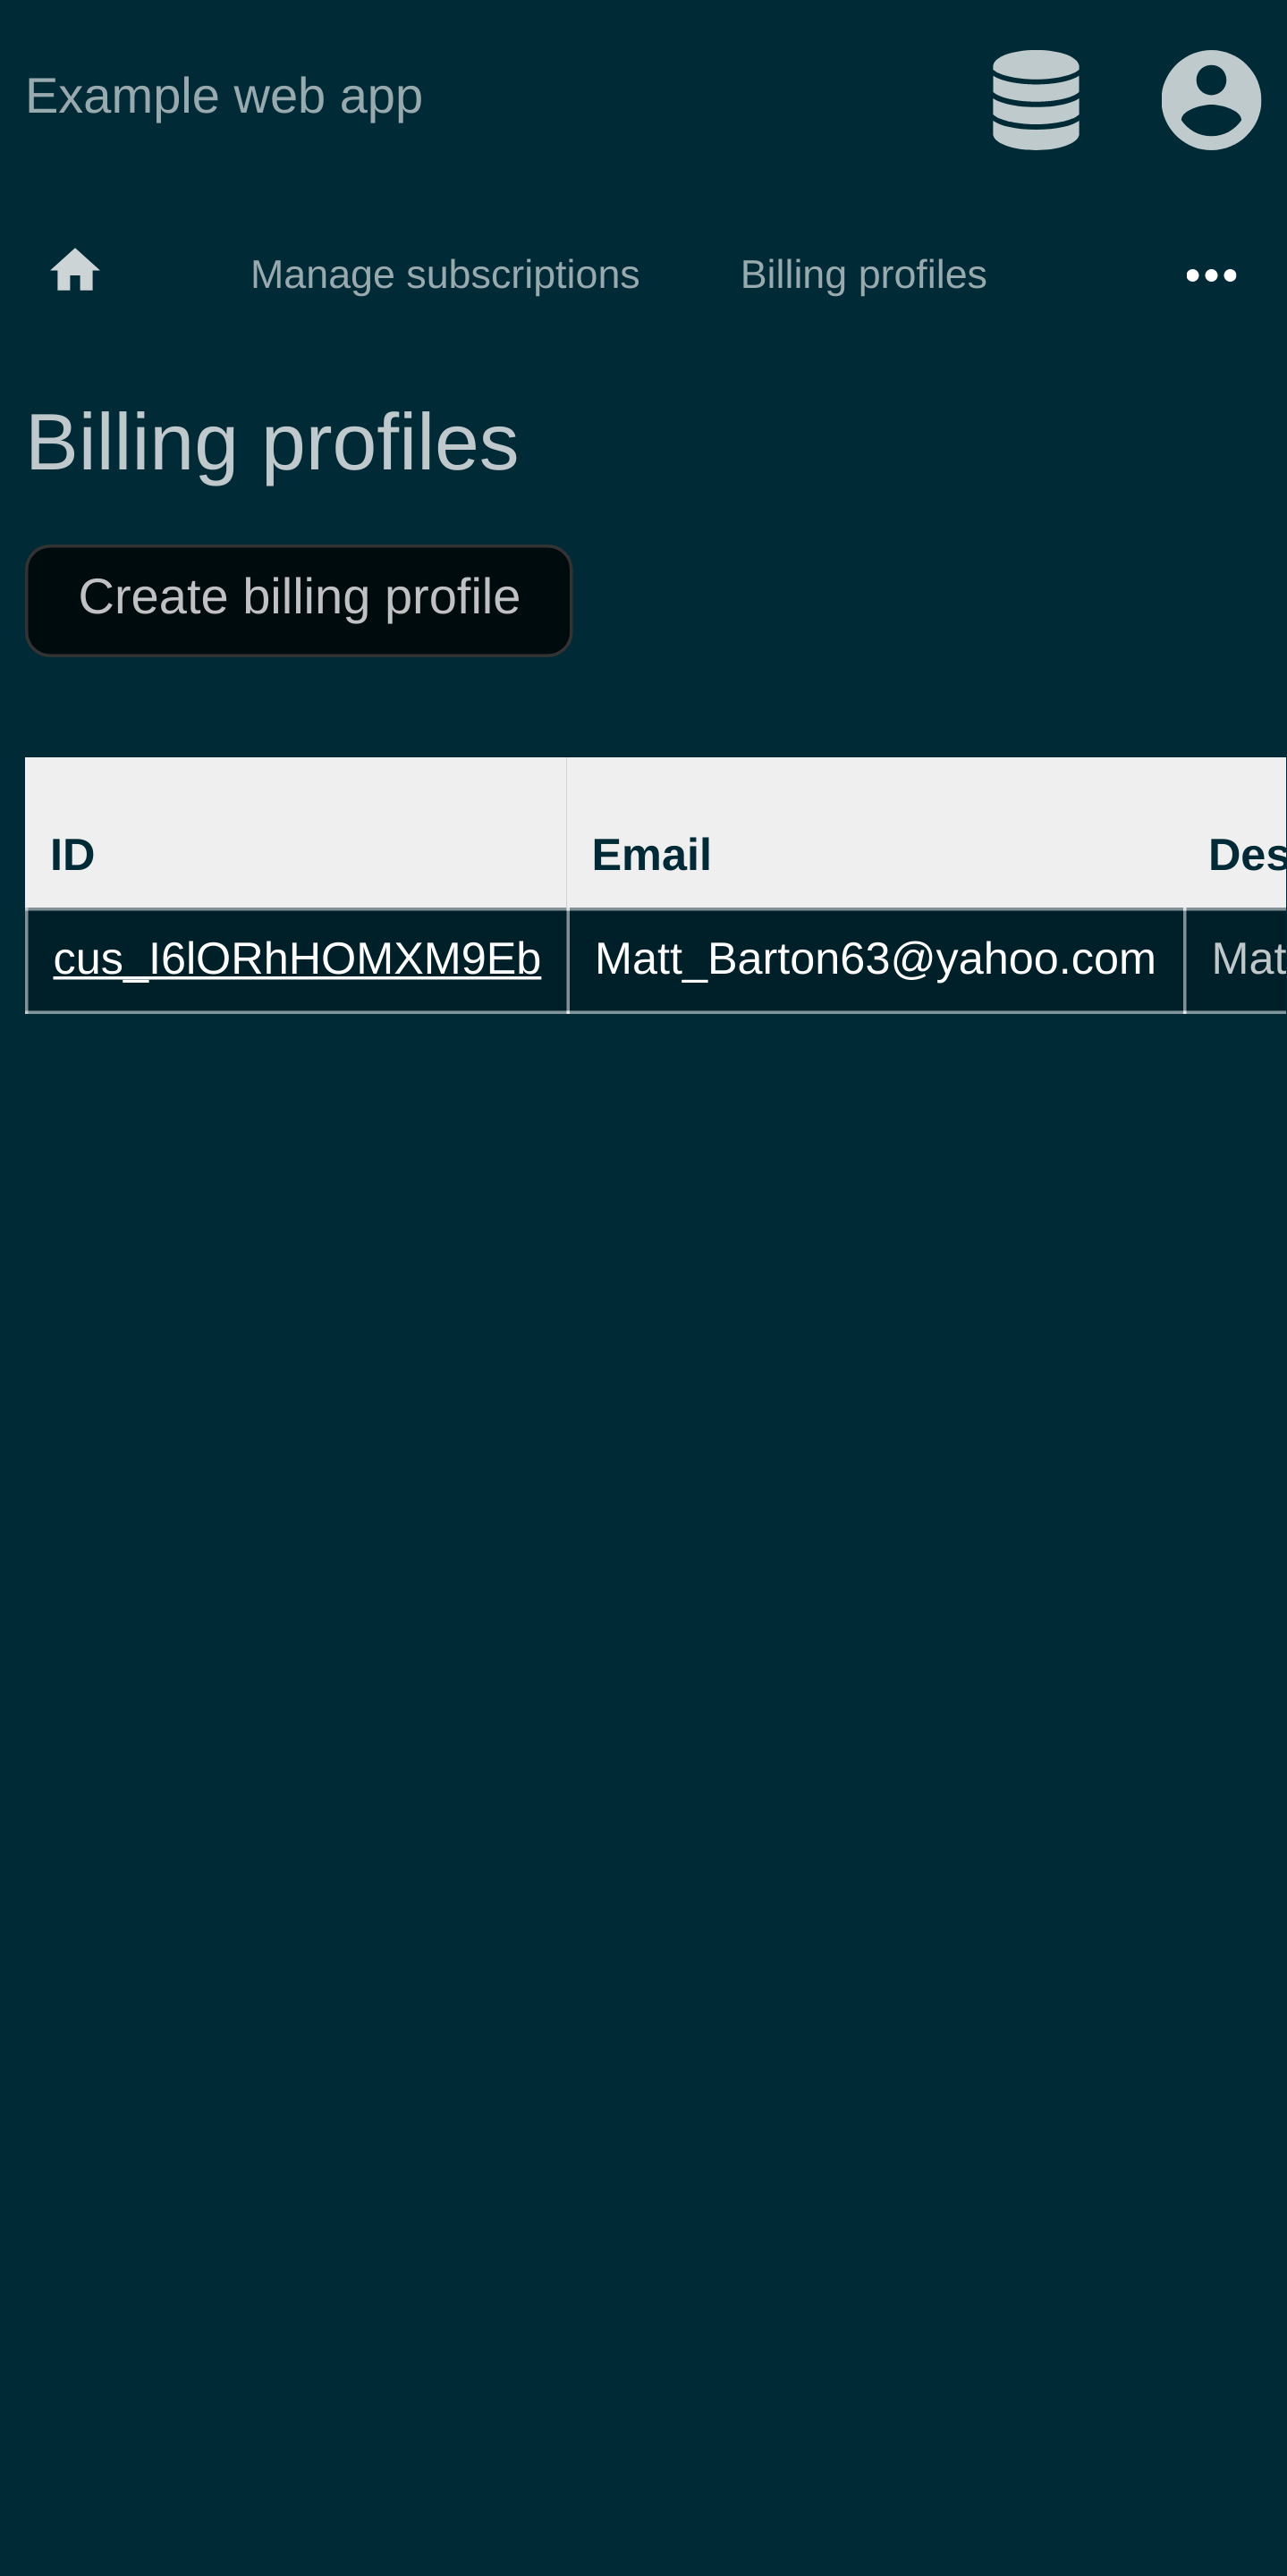 Example web app
Manage subscriptions Billing profiles
Billing profiles
Create billing profile
ID Email Des
cus_I6lORhHOMXM9Eb Matt_Barton63@yahoo.com Mat